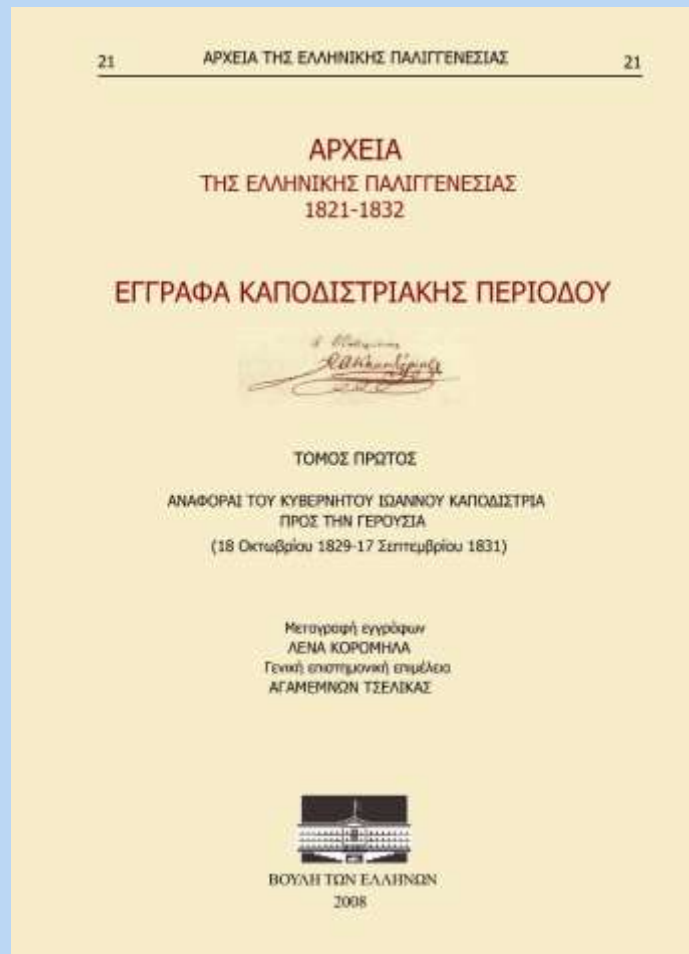 21 ΑΡΧΕΙΑ ΤΗΣ ΕΛΛΗΝΙΚΗΣ ΠΑΛΙΓΓΕΝΕΣΙΑΣ 21
ΑΡΧΕΙΑ
ΤΗΣ ΕΛΛΗΝΙΚΗΣ ΠΑΛΙΓΓΕΝΕΣΙΑΣ
1821-1832
ΕΓΓΡΑΦΑ ΚΑΠΟΔΙΣΤΡΙΑΚΗΣ ΠΕΡΙΟΔΟΥ
ΤΟΜΟΣ ΠΡΩΤΟΣ
ΑΝΑΦΟΡΑΙ ΤΟΥ ΚΥΒΕΡΝΗΤΟΥ ΙΩΑΝΝΟΥ ΚΑΠΟΔΙΣΤΡΙΑ
ΠΡΟΣ ΤΗΝ ΓΕΡΟΥΣΙΑ
(18 Οκτωβρίου 1829-17 Σεπτεμβρίου 1831)
Μεταγραφή εγγράφων
ΛΕΝΑ ΚΟΡΟΜΗΛΑ
Γενική επιστημονική επιμέλεια
ΑΓΑΜΕΜΝΩΝ ΤΣΕΛΙΚΑΣ
ΒΟΥΛΗ ΤΩΝ ΕΛΛΗΝΩΝ
2008